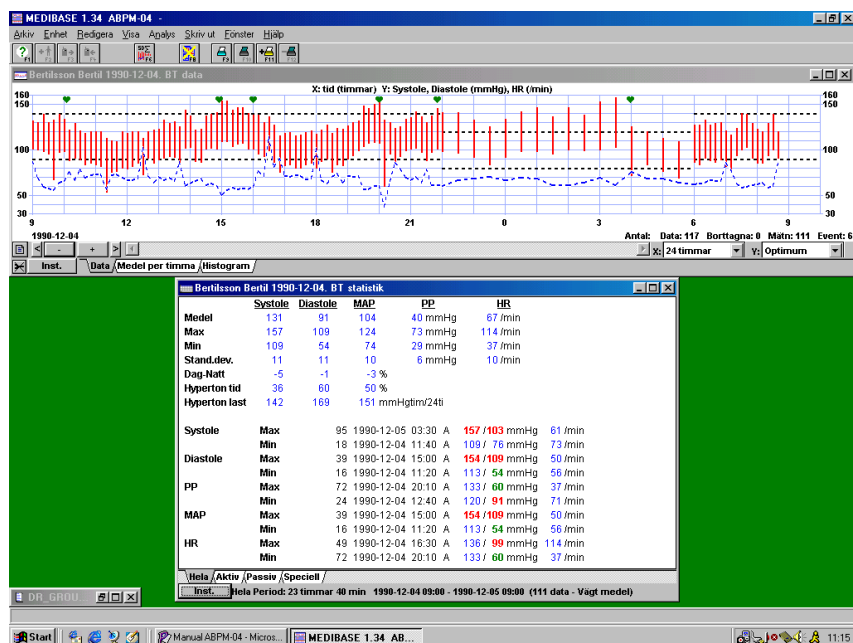 MEDIBASE 1.34 ABPM-04 -
Arkiv Enhet Redigera Visa Analys Skriv ut Fönster Hjälp
F1 F6 F8 F9 F11
Bertilsson Bertil 1990-12-04. BT data
X: tid (timmar) Y: Systole, Diastole (mmHg), HR (/min)
160 160
150 150
100 100
50 50
30 30
9 12 15 18 21 0 3 6 9
1990-12-04 Antal: Data: 117 Borttagna: 0 Mätn: 111 Event: 6
< - + > X: 24 timmar Y: Optimum
Inst. Data Medel per timma Histogram
Bertilsson Bertil 1990-12-04. BT statistik
Systole Diastole MAP PP HR
Medel 131 91 104 40 mmHg 67 /min
Max 157 109 124 73 mmHg 114 /min
Min 109 54 74 29 mmHg 37 /min
Stand.dev. 11 11 10 6 mmHg 10 /min
Dag-Natt -5 -1 -3 %
Hyperton tid 36 60 50 %
Hyperton last 142 169 151 mmHgtim/24ti
Systole Max 95 1990-12-05 03:30 A 157 /103 mmHg 61 /min
Min 18 1990-12-04 11:40 A 109 / 76 mmHg 73 /min
Diastole Max 39 1990-12-04 15:00 A 154 /109 mmHg 50 /min
Min 16 1990-12-04 11:20 A 113 / 54 mmHg 56 /min
PP Max 72 1990-12-04 20:10 A 133 / 60 mmHg 37 /min
Min 24 1990-12-04 12:40 A 120 / 91 mmHg 71 /min
MAP Max 39 1990-12-04 15:00 A 154 /109 mmHg 50 /min
Min 16 1990-12-04 11:20 A 113 / 54 mmHg 56 /min
HR Max 49 1990-12-04 16:30 A 136 / 99 mmHg 114 /min
Min 72 1990-12-04 20:10 A 133 / 60 mmHg 37 /min
Hela Aktiv Passiv Speciell
Inst. Hela Period: 23 timmar 40 min 1990-12-04 09:00 - 1990-12-05 09:00 (111 data - Vägt medel)
DR_GROU...
Start Manual ABPM-04 - Micros... MEDIBASE 1.34 AB... 11:15